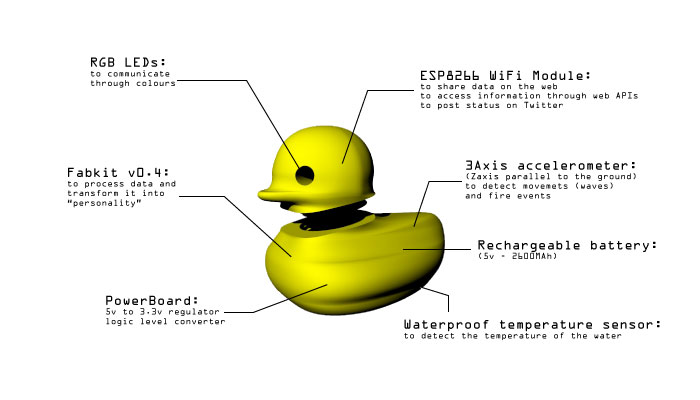 RGB LEDs:
to communicate
through colours
ESP8266 WiFi Module:
to share data on the web
to access information through web APIs
to post status on Twitter
Fabkit v0.4:
to process data and
transform it into
"personality"
3Axis accelerometer:
(Zaxis parallel to the ground)
to detect movemets (waves)
and fire events
Rechargeable battery:
(5v - 2600MAh)
PowerBoard:
5v to 3.3v regulator
logic level converter
Waterproof temperature sensor:
to detect the temperature of the water